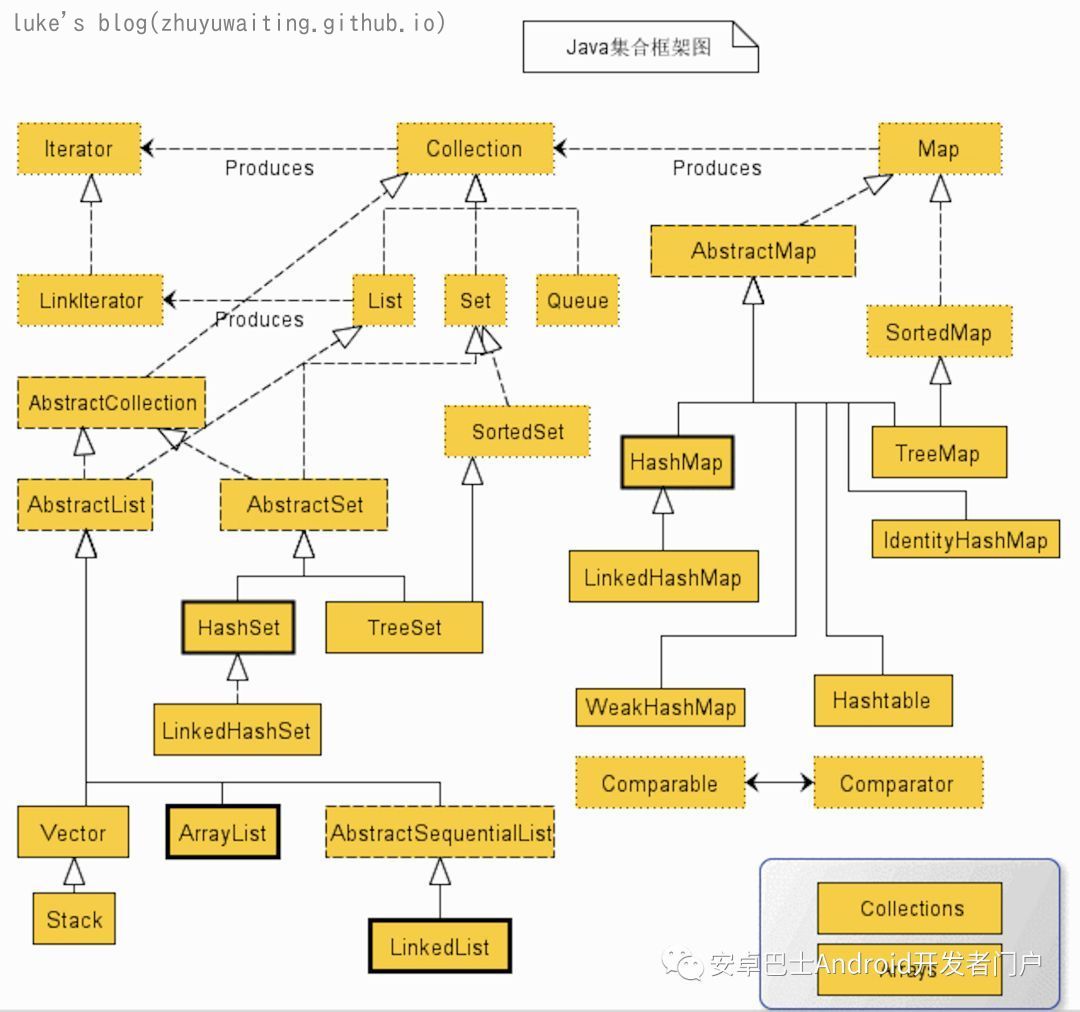 luke's blog(zhuyuwaiting.github.io)
Java集合框架图
Iterator
Produces
Collection
Produces
Map
AbstractMap
LinkIterator
Produces
List
Set
Queue
SortedMap
AbstractCollection
SortedSet
HashMap
TreeMap
AbstractList
AbstractSet
IdentityHashMap
LinkedHashMap
HashSet
TreeSet
WeakHashMap
Hashtable
LinkedHashSet
Comparable
Comparator
Vector
ArrayList
AbstractSequentialList
Stack
LinkedList
Collections
Arrays
安卓巴士Android开发者门户